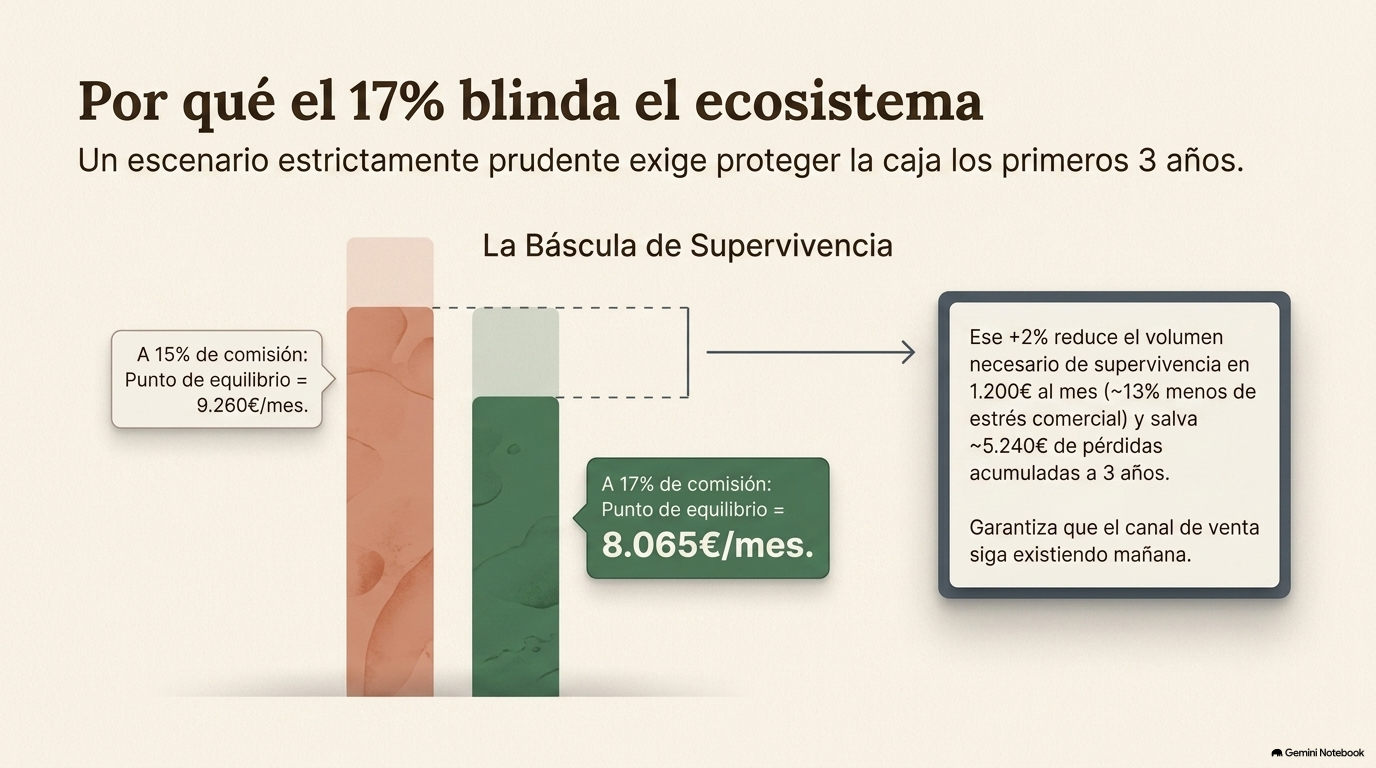 Por qué el 17% blinda el ecosistema
Un escenario estrictamente prudente exige proteger la caja los primeros 3 años.
La Báscula de Supervivencia
A 15% de comisión:
Punto de equilibrio =
9.260€/mes.
A 17% de comisión:
Punto de equilibrio =
8.065€/mes.
Ese +2% reduce el volumen
necesario de supervivencia en
1.200€ al mes (~13% menos de
estrés comercial) y salva
~5.240€ de pérdidas
acumuladas a 3 años.
Garantiza que el canal de venta
siga existiendo mañana.
Gemini Notebook